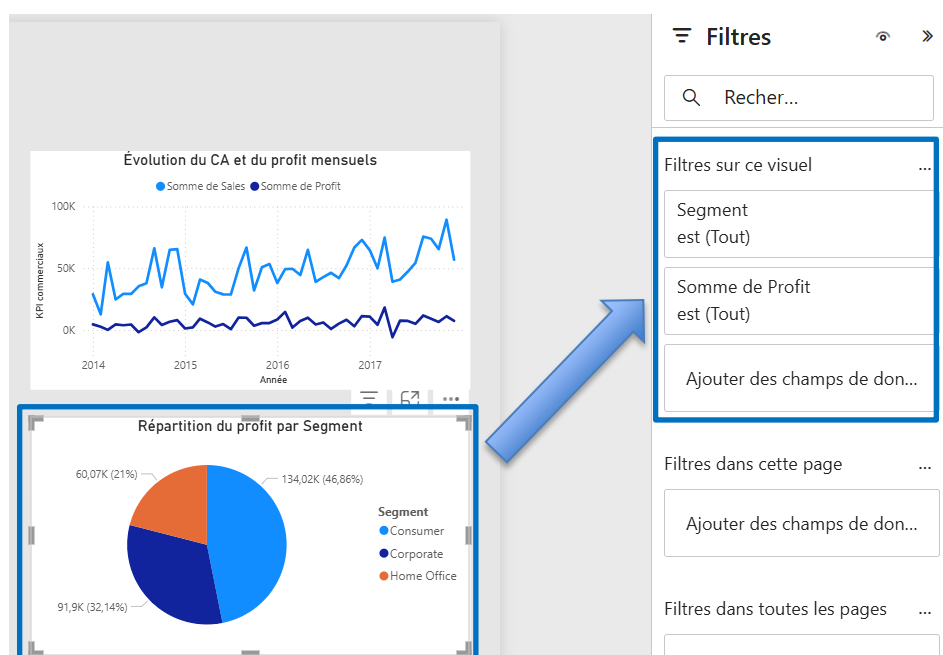 Filtres
Recher...
Filtres sur ce visuel
...
Segment
est (Tout)
Somme de Profit
est (Tout)
Ajouter des champs de don...
Filtres dans cette page
...
Ajouter des champs de don...
Filtres dans toutes les pages
...
Évolution du CA et du profit mensuels
Somme de Sales Somme de Profit
100K
50K
0K
KPI commerciaux
2014 2015 2016 2017
Année
Répartition du profit par Segment
60,07K (21%)
134,02K (46,86%)
91,9K (32,14%)
Segment
Consumer
Corporate
Home Office